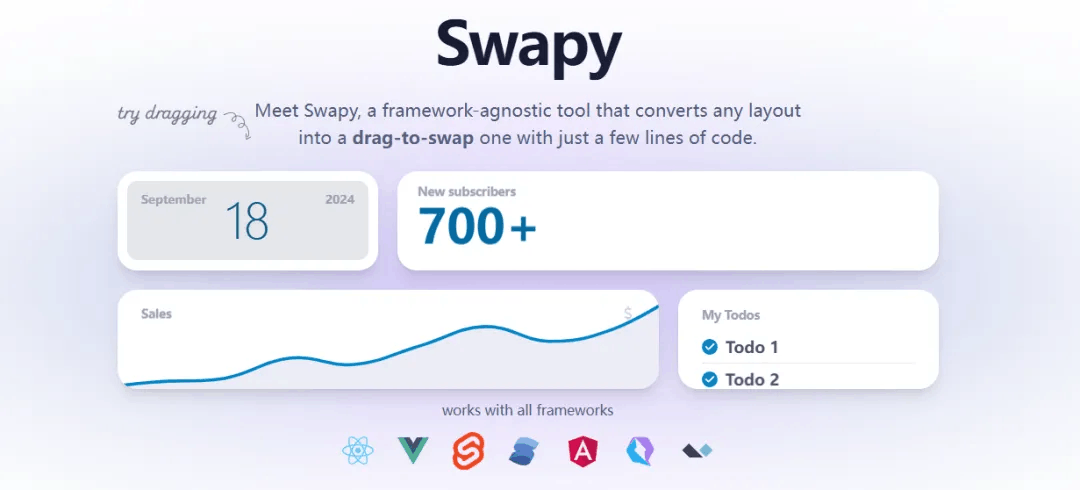 Swapy
try dragging
Meet Swapy, a framework-agnostic tool that converts any layout
into a drag-to-swap one with just a few lines of code.
September 18 2024
New subscribers
700+
Sales $
My Todos
Todo 1
Todo 2
works with all frameworks
A